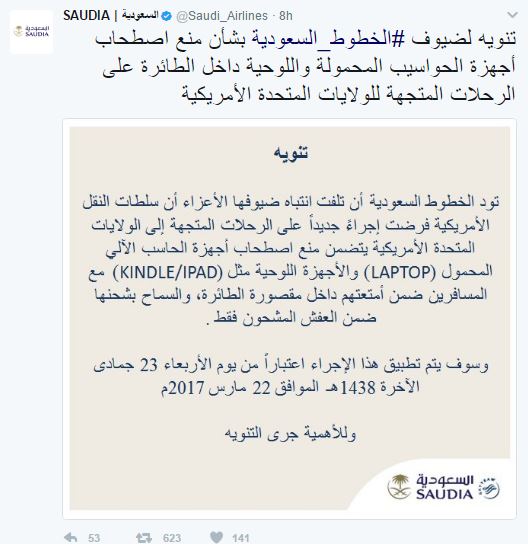 السعودية
SAUDIA
SAUDIA | السعودية @Saudi_Airlines · 8h
تنويه لضيوف #الخطوط_السعودية بشأن منع اصطحاب
أجهزة الحواسيب المحمولة واللوحية داخل الطائرة على
الرحلات المتجهة للولايات المتحدة الأمريكية
تنويه
تود الخطوط السعودية أن تلفت انتباه ضيوفها الأعزاء أن سلطات النقل
الأمريكية فرضت إجراءً جديداً على الرحلات المتجهة إلى الولايات
المتحدة الأمريكية يتضمن منع اصطحاب أجهزة الحاسب الآلي
المحمول (LAPTOP) والأجهزة اللوحية مثل (KINDLE/IPAD) مع
المسافرين ضمن أمتعتهم داخل مقصورة الطائرة، والسماح بشحنها
ضمن العفش المشحون فقط .
وسوف يتم تطبيق هذا الإجراء اعتباراً من يوم الأربعاء 23 جمادى
الآخرة 1438هـ الموافق 22 مارس 2017م
وللأهمية جرى التنويه
السعودية
SAUDIA
53 623 141